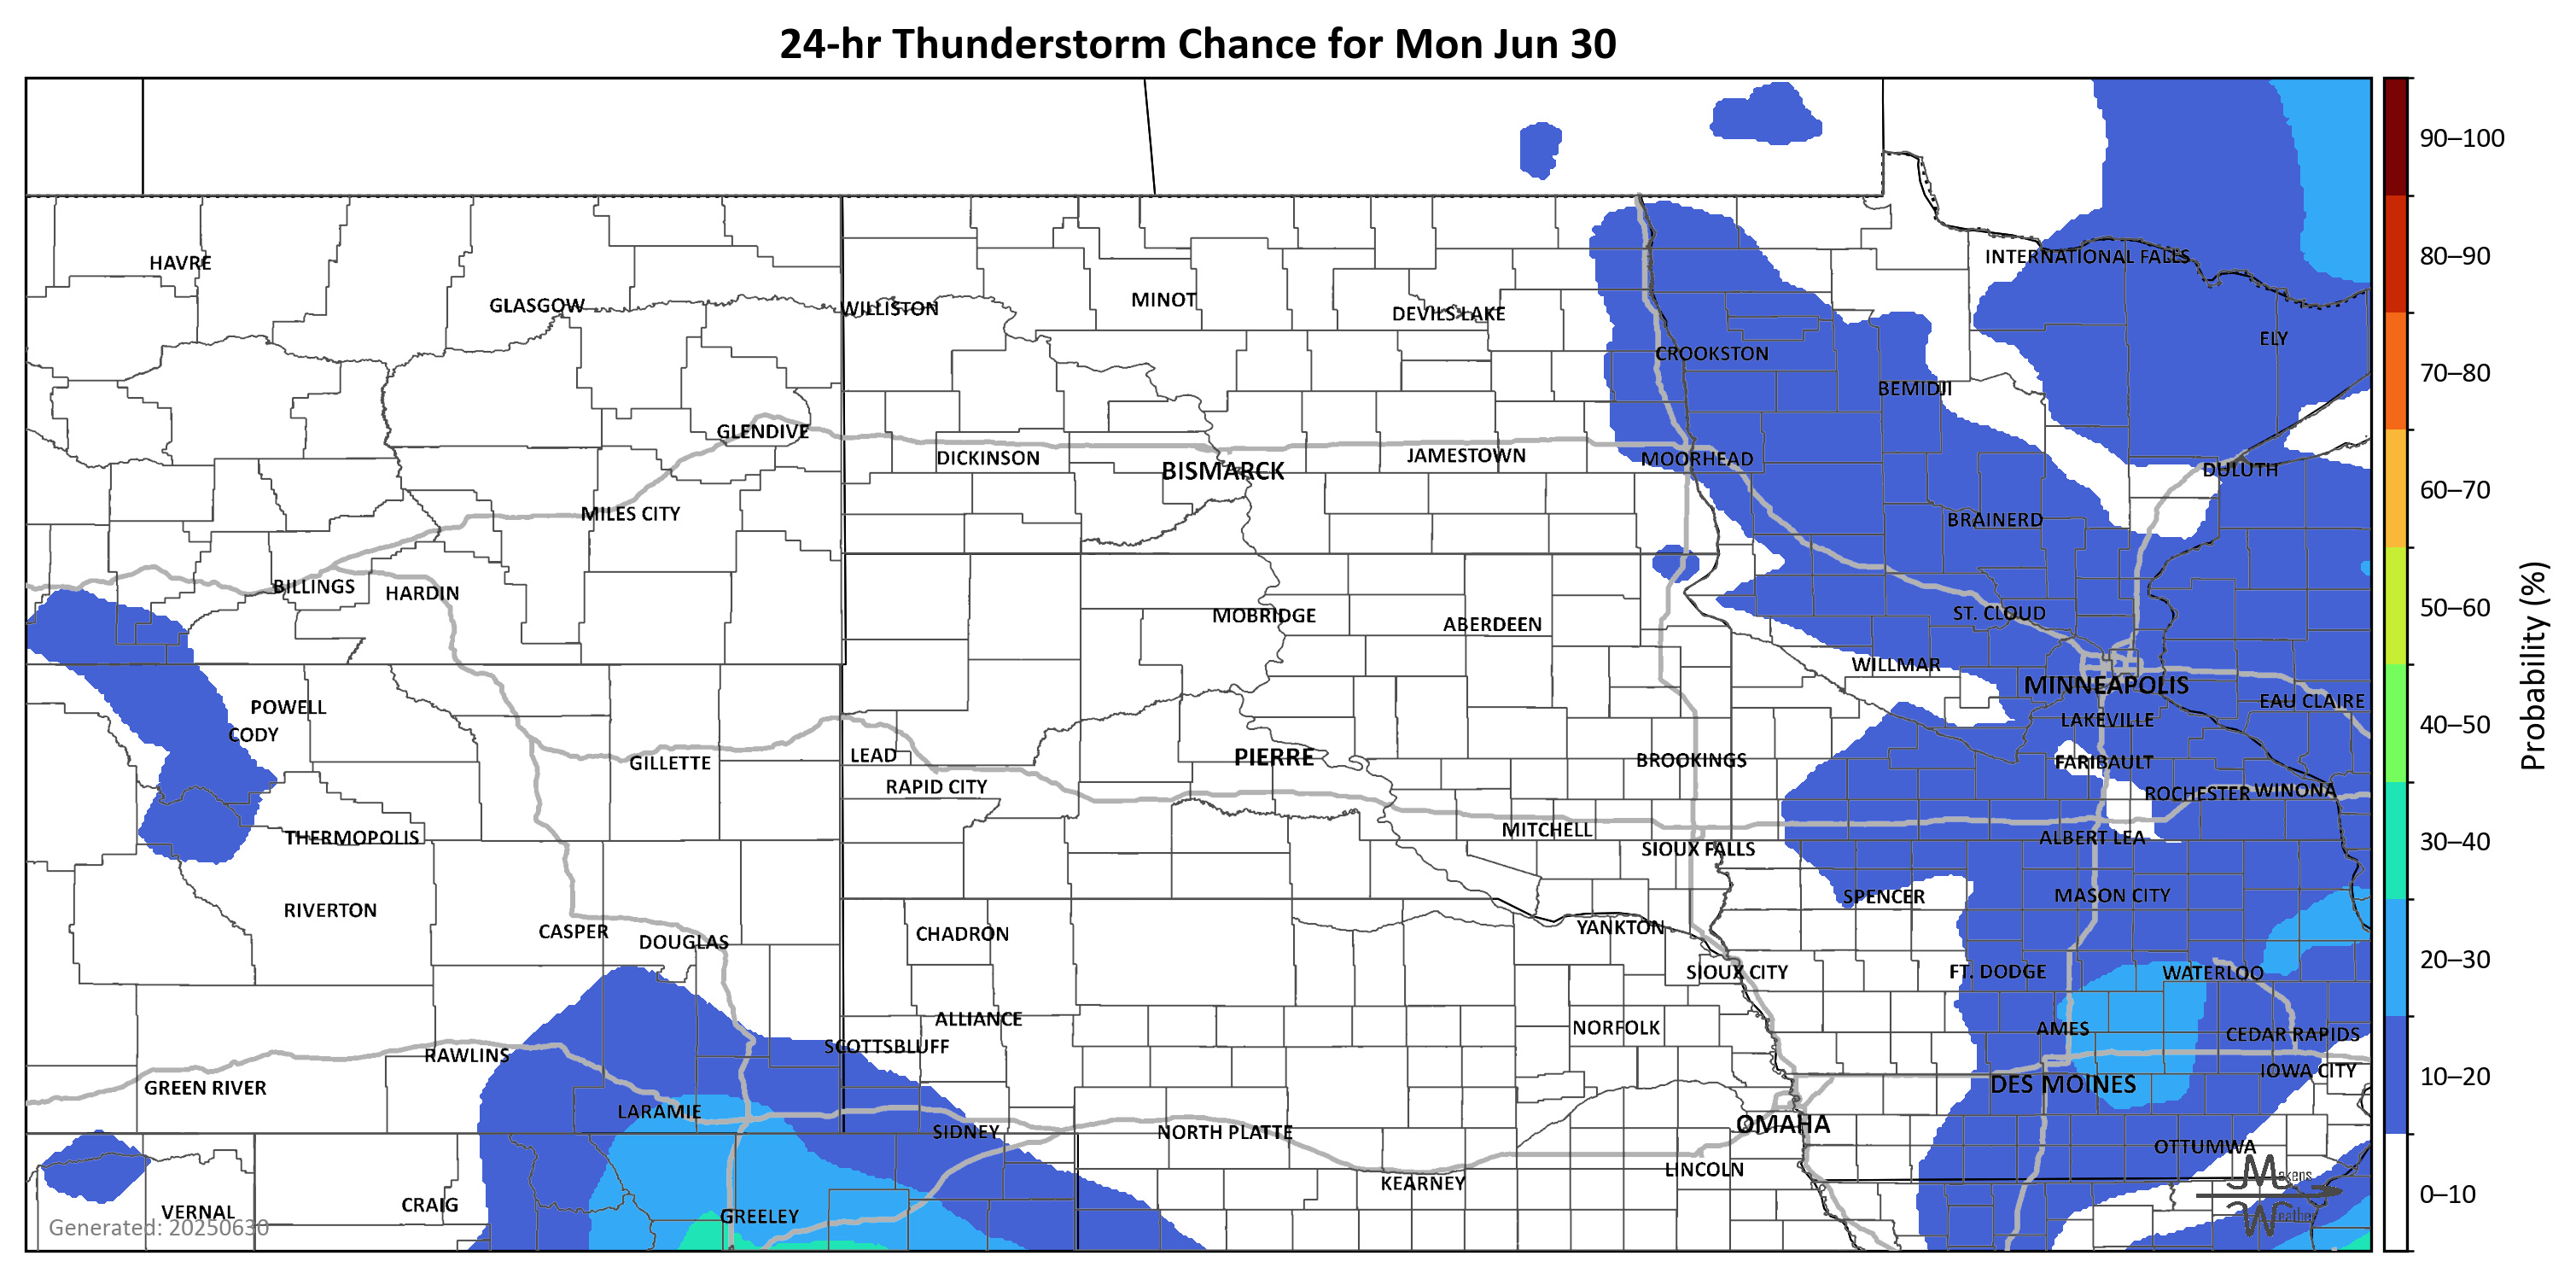 24-hr Thunderstorm Chance for Mon Jun 30
90–100
80–90
70–80
60–70
50–60
40–50
30–40
20–30
10–20
0–10
Probability (%)
HAVRE
INTERNATIONAL FALLS
GLASGOW
WILLISTON
MINOT
DEVILS LAKE
ELY
CROOKSTON
BEMIDJI
GLENDIVE
DICKINSON
BISMARCK
JAMESTOWN
MOORHEAD
DULUTH
MILES CITY
BRAINERD
BILLINGS
HARDIN
MOBRIDGE
ABERDEEN
ST. CLOUD
WILLMAR
MINNEAPOLIS
EAU CLAIRE
POWELL
CODY
LAKEVILLE
GILLETTE
LEAD
PIERRE
BROOKINGS
FARIBAULT
RAPID CITY
ROCHESTER
WINONA
THERMOPOLIS
MITCHELL
ALBERT LEA
SIOUX FALLS
RIVERTON
SPENCER
MASON CITY
CASPER
DOUGLAS
CHADRON
YANKTON
SIOUX CITY
FT. DODGE
WATERLOO
ALLIANCE
NORFOLK
AMES
CEDAR RAPIDS
RAWLINS
SCOTTSBLUFF
GREEN RIVER
DES MOINES
IOWA CITY
LARAMIE
SIDNEY
NORTH PLATTE
OMAHA
OTTUMWA
LINCOLN
KEARNEY
VERNAL
CRAIG
GREELEY
Makens
Weather
Generated: 20250630